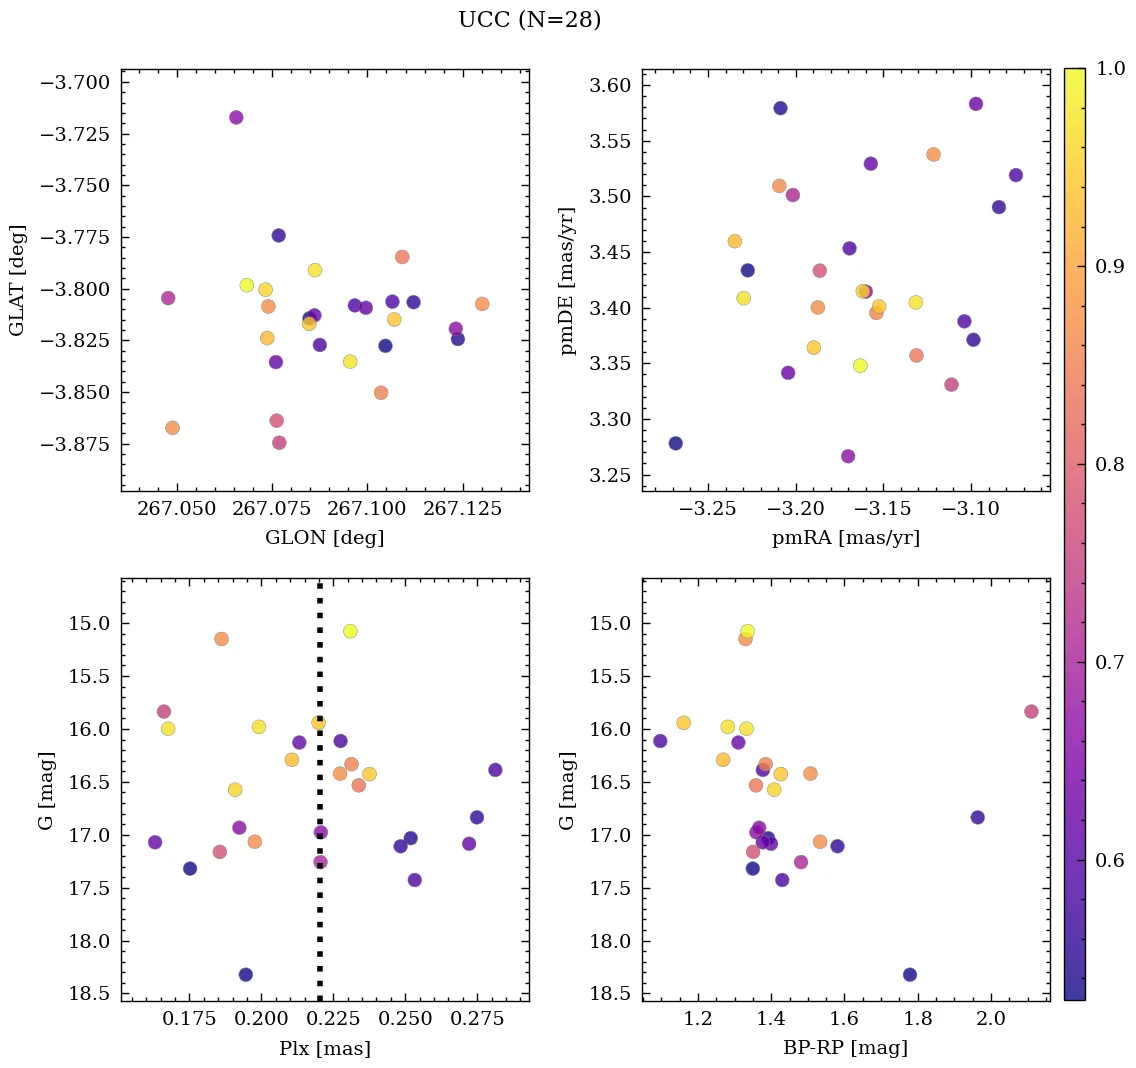 UCC (N=28)
−3.700
−3.725
−3.750
−3.775
−3.800
−3.825
−3.850
−3.875
GLAT [deg]
267.050 267.075 267.100 267.125
GLON [deg]
3.60
3.55
3.50
3.45
3.40
3.35
3.30
3.25
pmDE [mas/yr]
−3.25 −3.20 −3.15 −3.10
pmRA [mas/yr]
1.0
0.9
0.8
0.7
0.6
15.0
15.5
16.0
16.5
17.0
17.5
18.0
18.5
G [mag]
0.175 0.200 0.225 0.250 0.275
Plx [mas]
15.0
15.5
16.0
16.5
17.0
17.5
18.0
18.5
G [mag]
1.2 1.4 1.6 1.8 2.0
BP-RP [mag]